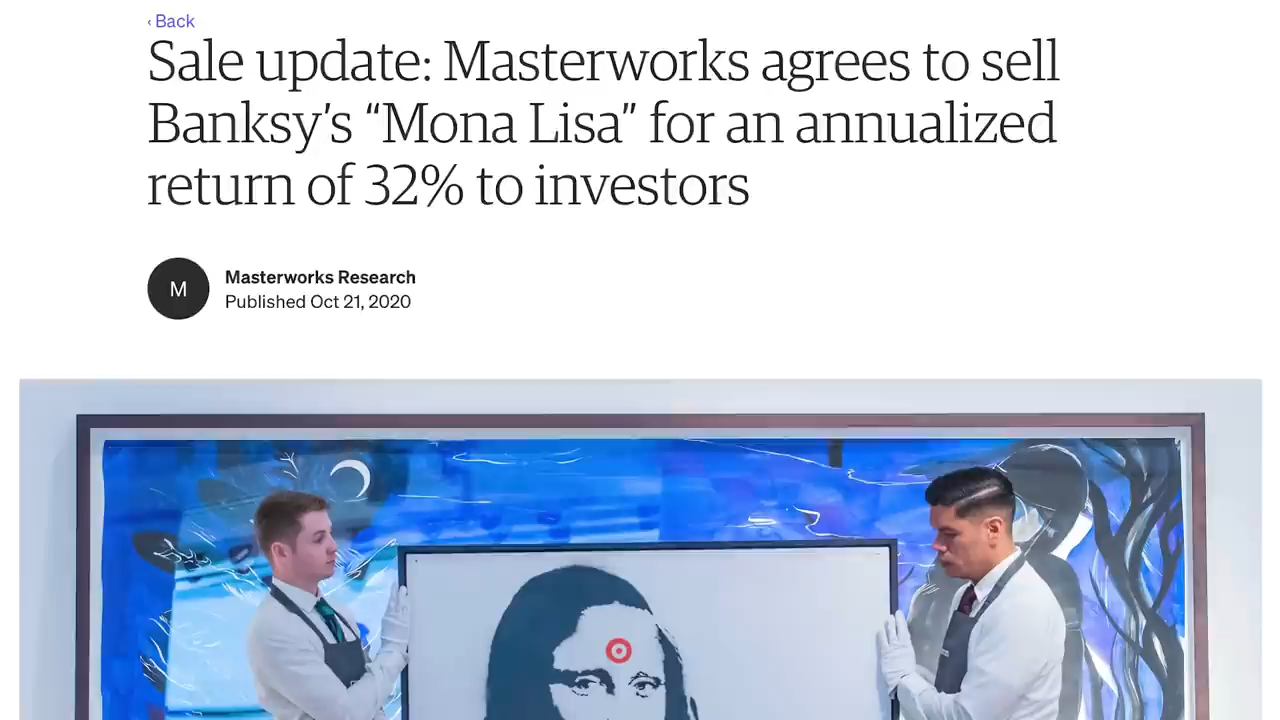 ‹ Back
Sale update: Masterworks agrees to sell
Banksy’s “Mona Lisa” for an annualized
return of 32% to investors
M
Masterworks Research
Published Oct 21, 2020